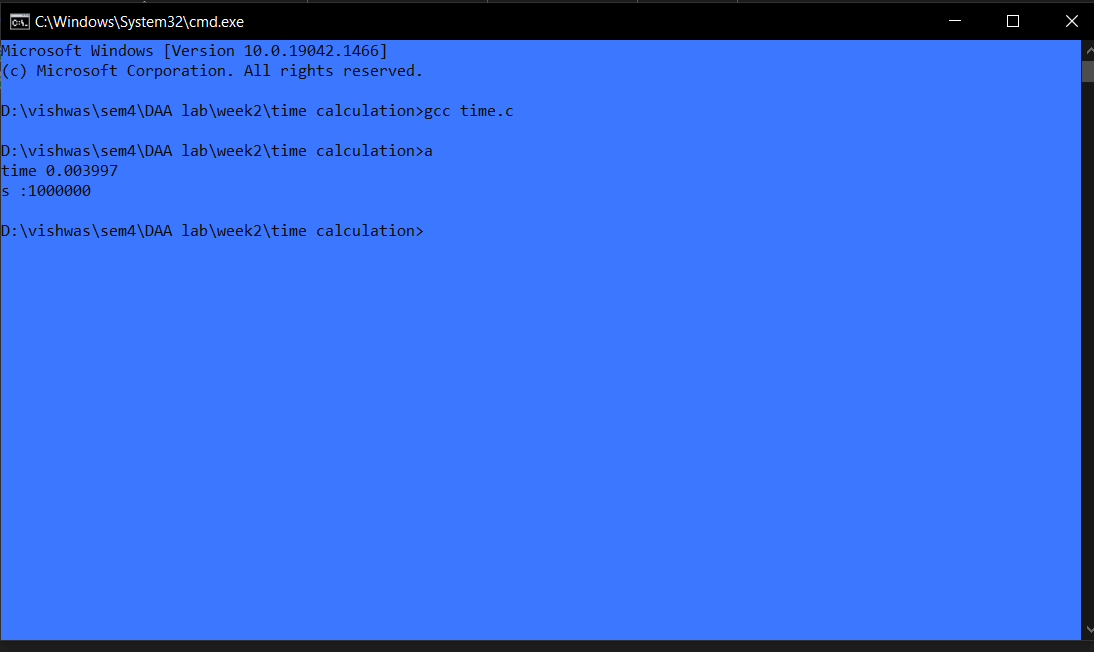 C:\Windows\System32\cmd.exe
Microsoft Windows [Version 10.0.19042.1466]
(c) Microsoft Corporation. All rights reserved.
D:\vishwas\sem4\DAA lab\week2\time calculation>gcc time.c
D:\vishwas\sem4\DAA lab\week2\time calculation>a
time 0.003997
s :1000000
D:\vishwas\sem4\DAA lab\week2\time calculation>